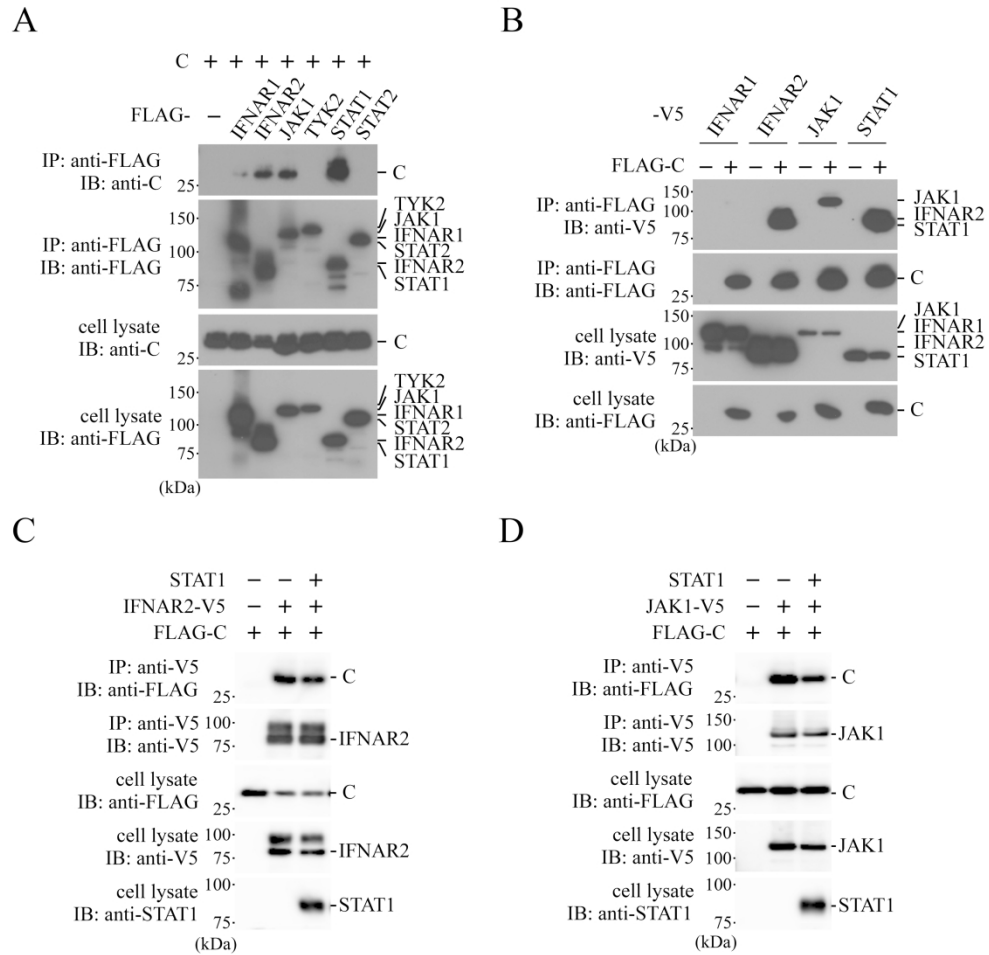 A
C + + + + + + +
FLAG- – IFNAR1 IFNAR2 JAK1 TYK2 STAT1 STAT2
IP: anti-FLAG
IB: anti-C
25
C
IP: anti-FLAG
IB: anti-FLAG
150
100
75
TYK2
JAK1
IFNAR1
STAT2
IFNAR2
STAT1
cell lysate
IB: anti-C
25
C
cell lysate
IB: anti-FLAG
150
100
75
TYK2
JAK1
IFNAR1
STAT2
IFNAR2
STAT1
(kDa)
B
-V5 IFNAR1 IFNAR2 JAK1 STAT1
FLAG-C – + – + – + – +
IP: anti-FLAG
IB: anti-V5
150
100
75
JAK1
IFNAR2
STAT1
IP: anti-FLAG
IB: anti-FLAG
25
C
cell lysate
IB: anti-V5
150
100
75
JAK1
IFNAR1
IFNAR2
STAT1
cell lysate
IB: anti-FLAG
25
C
(kDa)
C
STAT1 – – +
IFNAR2-V5 – + +
FLAG-C + + +
IP: anti-V5
IB: anti-FLAG
25
C
IP: anti-V5
IB: anti-V5
100
75
IFNAR2
cell lysate
IB: anti-FLAG
25
C
cell lysate
IB: anti-V5
100
75
IFNAR2
cell lysate
IB: anti-STAT1
100
75
STAT1
(kDa)
D
STAT1 – – +
JAK1-V5 – + +
FLAG-C + + +
IP: anti-V5
IB: anti-FLAG
25
C
IP: anti-V5
IB: anti-V5
150
100
JAK1
cell lysate
IB: anti-FLAG
25
C
cell lysate
IB: anti-V5
150
100
JAK1
cell lysate
IB: anti-STAT1
100
75
STAT1
(kDa)